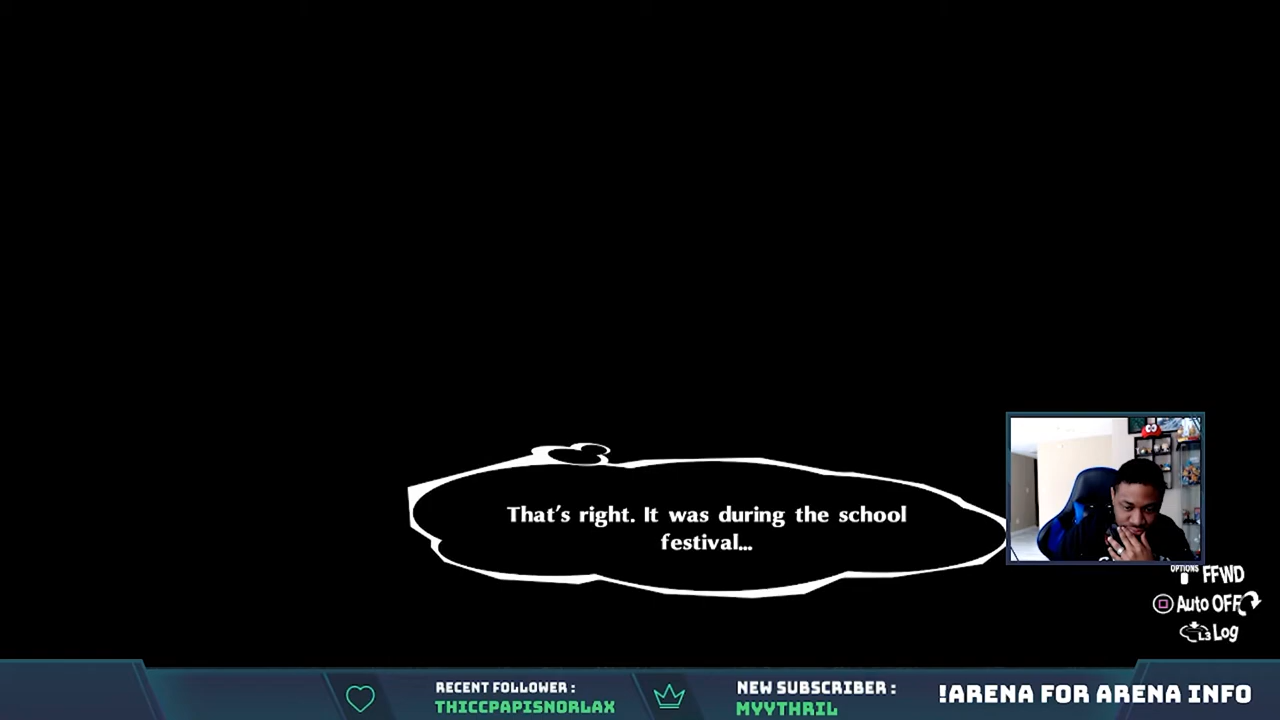 That's right. It was during the school
festival...
OPTIONS FFWD
Auto OFF
L3 Log
RECENT FOLLOWER :
THICCPAPISNORLAX
NEW SUBSCRIBER :
MYYTHRIL
!ARENA FOR ARENA INFO